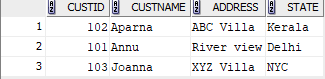 CUSTID CUSTNAME ADDRESS STATE
1 102 Aparna ABC Villa Kerala
2 101 Annu River view Delhi
3 103 Joanna XYZ Villa NYC